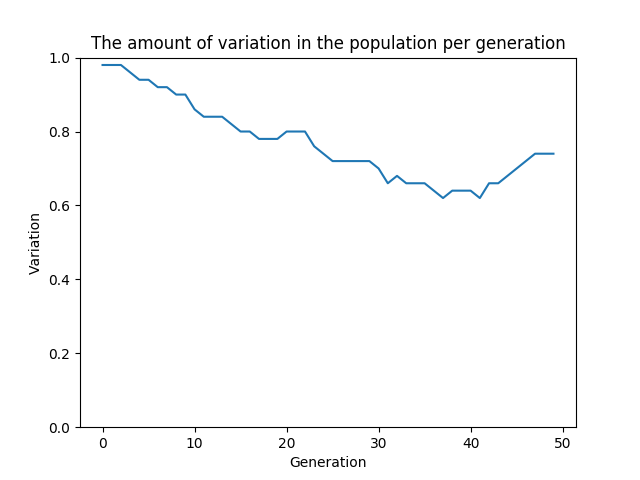 The amount of variation in the population per generation
1.0
0.8
0.6
0.4
0.2
0.0
Variation
0 10 20 30 40 50
Generation